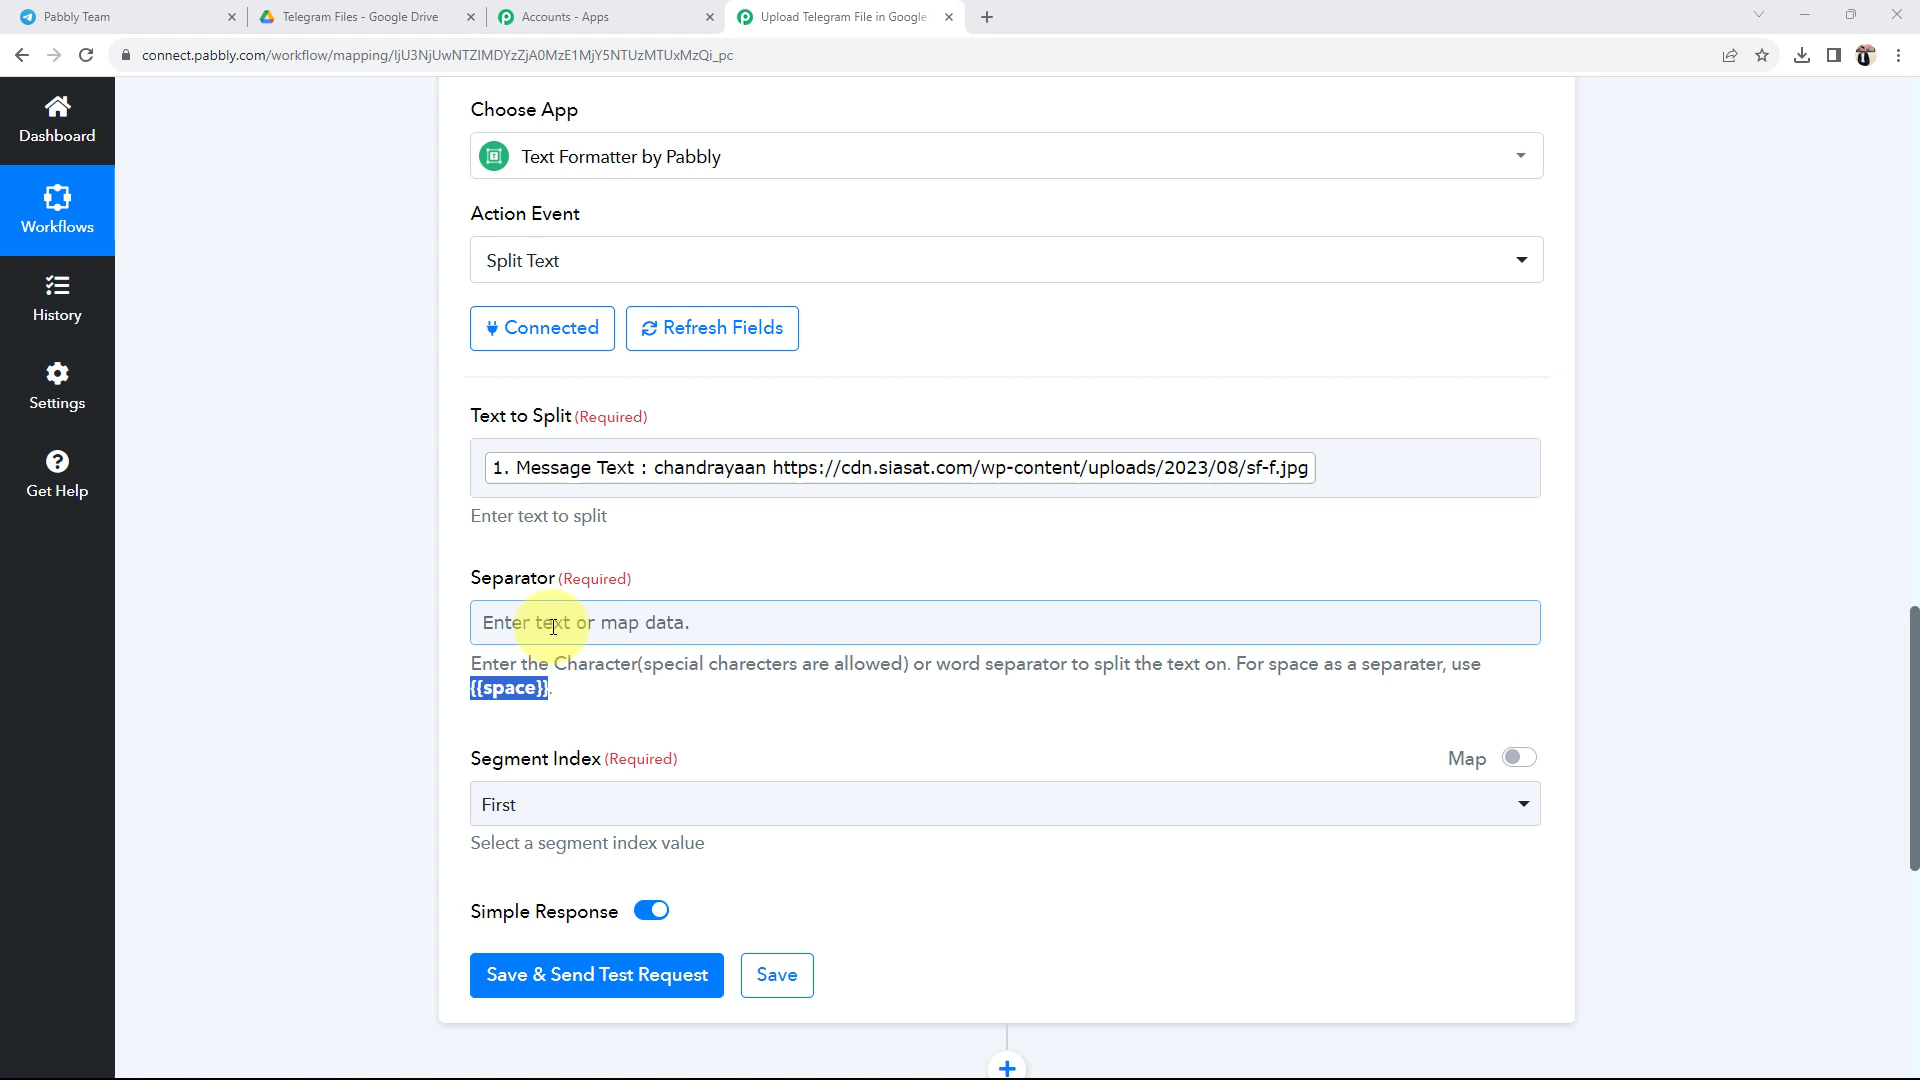 Pabbly Team
Telegram Files - Google Drive
Accounts - Apps
Upload Telegram File in Google
connect.pabbly.com/workflow/mapping/IjU3NjUwNTZlMDYzZjA0MzE1MjY5NTUzMTUxMzQi_pc
Dashboard
Workflows
History
Settings
Get Help
Choose App
Text Formatter by Pabbly
Action Event
Split Text
Connected
Refresh Fields
Text to Split (Required)
1. Message Text : chandrayaan https://cdn.siasat.com/wp-content/uploads/2023/08/sf-f.jpg
Enter text to split
Separator (Required)
Enter text or map data.
Enter the Character(special charecters are allowed) or word separator to split the text on. For space as a separater, use
{{space}}.
Segment Index (Required)
Map
First
Select a segment index value
Simple Response
Save & Send Test Request
Save